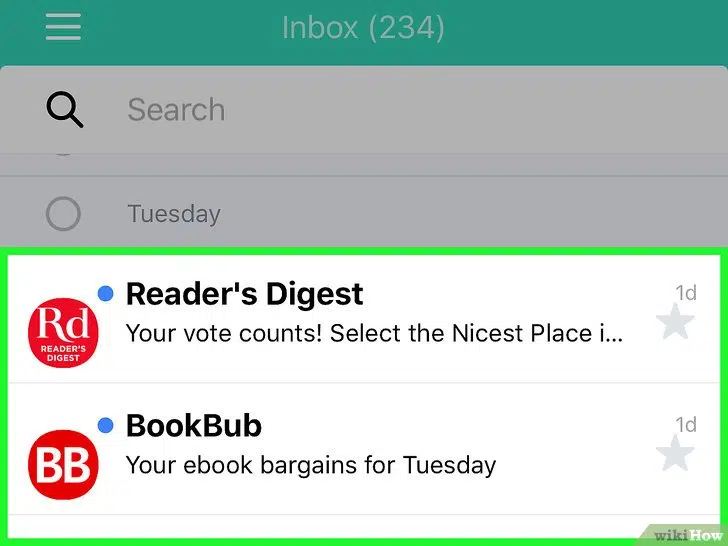 Inbox (234)
Search
Tuesday
Reader's Digest
1d
Rd
READER'S
DIGEST
Your vote counts! Select the Nicest Place i...
BookBub
1d
BB
Your ebook bargains for Tuesday
wikiHow